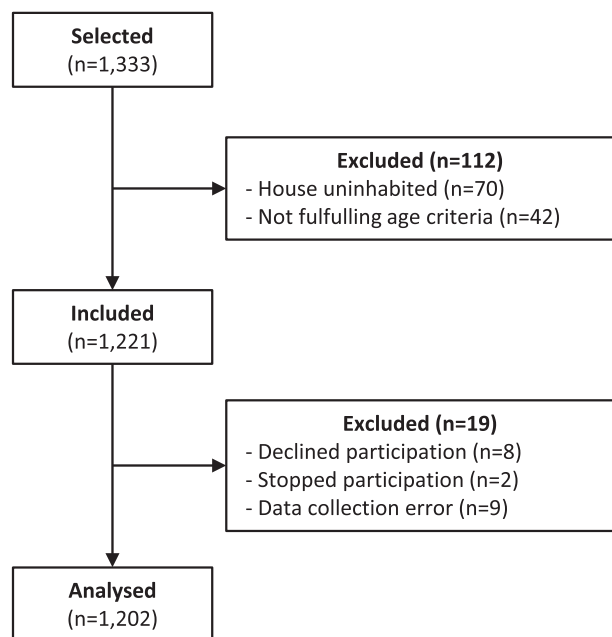 Selected
(n=1,333)
Excluded (n=112)
- House uninhabited (n=70)
- Not fulfulling age criteria (n=42)
Included
(n=1,221)
Excluded (n=19)
- Declined participation (n=8)
- Stopped participation (n=2)
- Data collection error (n=9)
Analysed
(n=1,202)